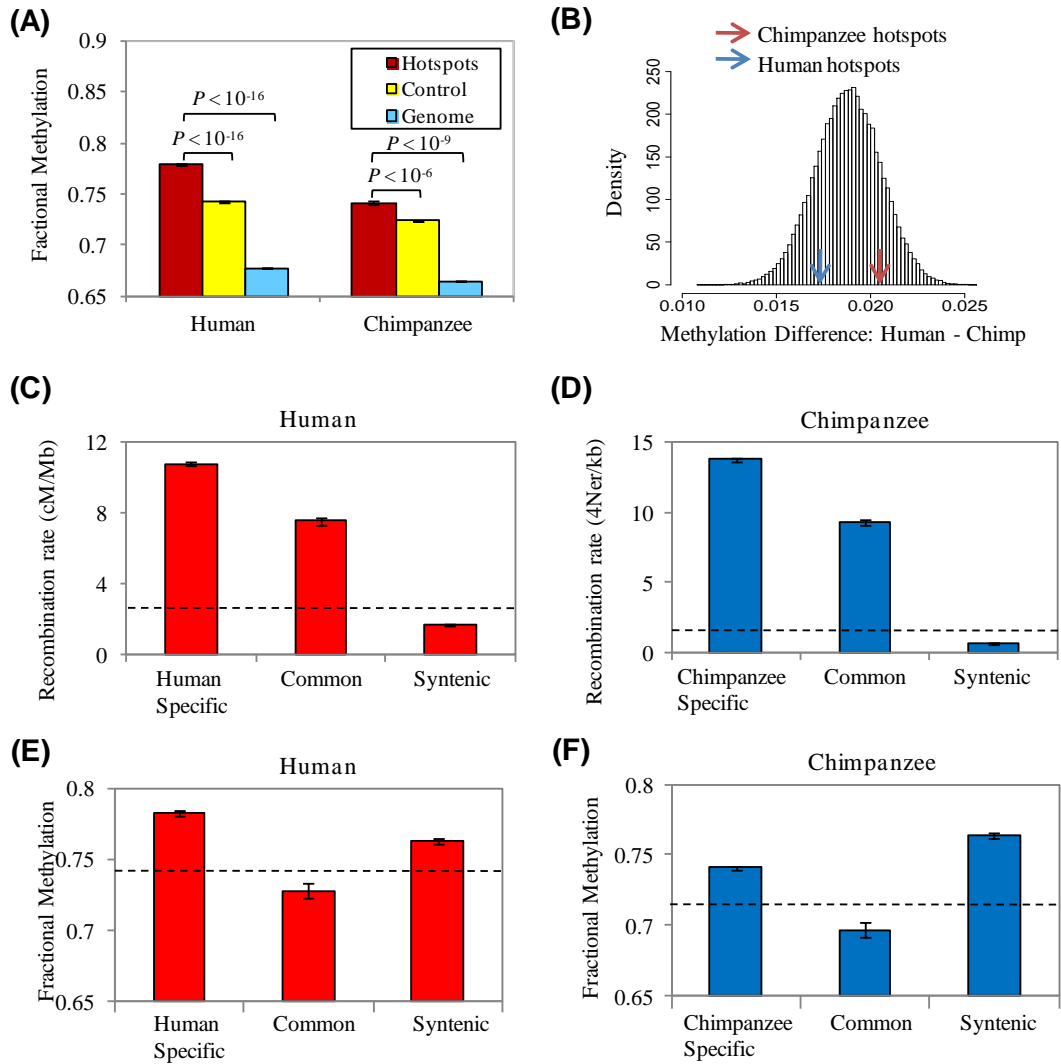 (A)
0.9
0.85
0.8
0.75
0.7
0.65
Factional Methylation
Hotspots
Control
Genome
P < 10-16
P < 10-16
P < 10-9
P < 10-6
Human
Chimpanzee
(B)
Chimpanzee hotspots
Human hotspots
Density
250
200
150
100
50
0
0.010
0.015
0.020
0.025
Methylation Difference: Human - Chimp
(C)
Human
Recombination rate (cM/Mb)
12
8
4
0
Human Specific
Common
Syntenic
(D)
Chimpanzee
Recombination rate (4Ner/kb)
15
10
5
0
Chimpanzee Specific
Common
Syntenic
(E)
Human
Fractional Methylation
0.8
0.75
0.7
0.65
Human Specific
Common
Syntenic
(F)
Chimpanzee
Fractional Methylation
0.8
0.75
0.7
0.65
Chimpanzee Specific
Common
Syntenic